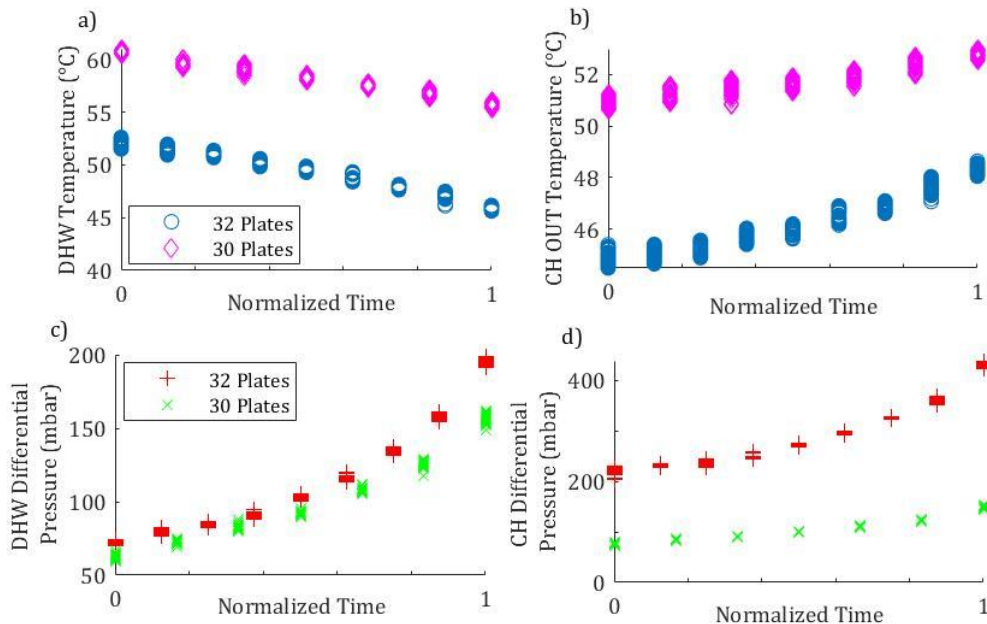 a)
DHW Temperature (°C)
60
55
50
45
40
32 Plates
30 Plates
0
1
Normalized Time
b)
CH OUT Temperature (°C)
52
50
48
46
0
1
Normalized Time
c)
DHW Differential
Pressure (mbar)
200
150
100
50
32 Plates
30 Plates
0
1
Normalized Time
d)
CH Differential
Pressure (mbar)
400
200
0
0
1
Normalized Time